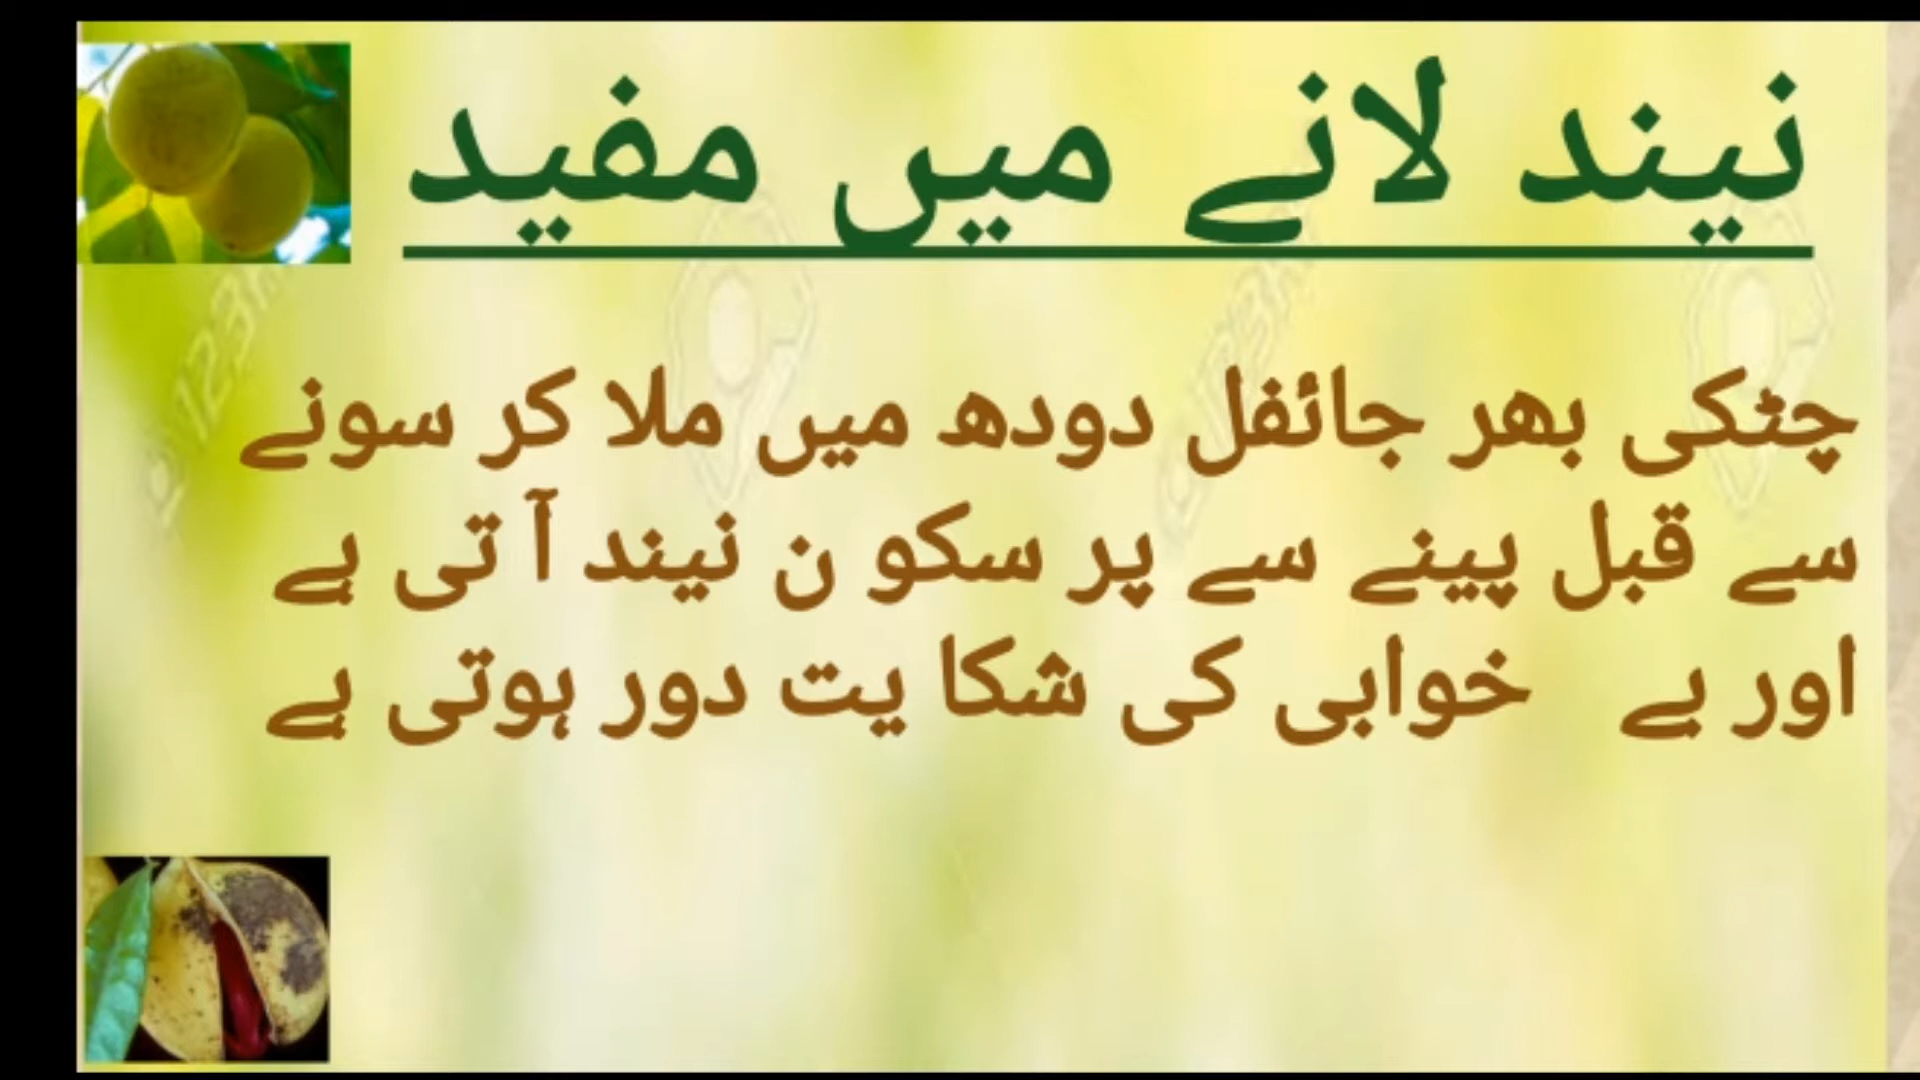 نیند لانے میں مفید
چٹکی بھر جائفل دودھ میں ملا کر سونے
سے قبل پینے سے پر سکو ن نیند آ تی ہے
اور بے خوابی کی شکا یت دور ہوتی ہے